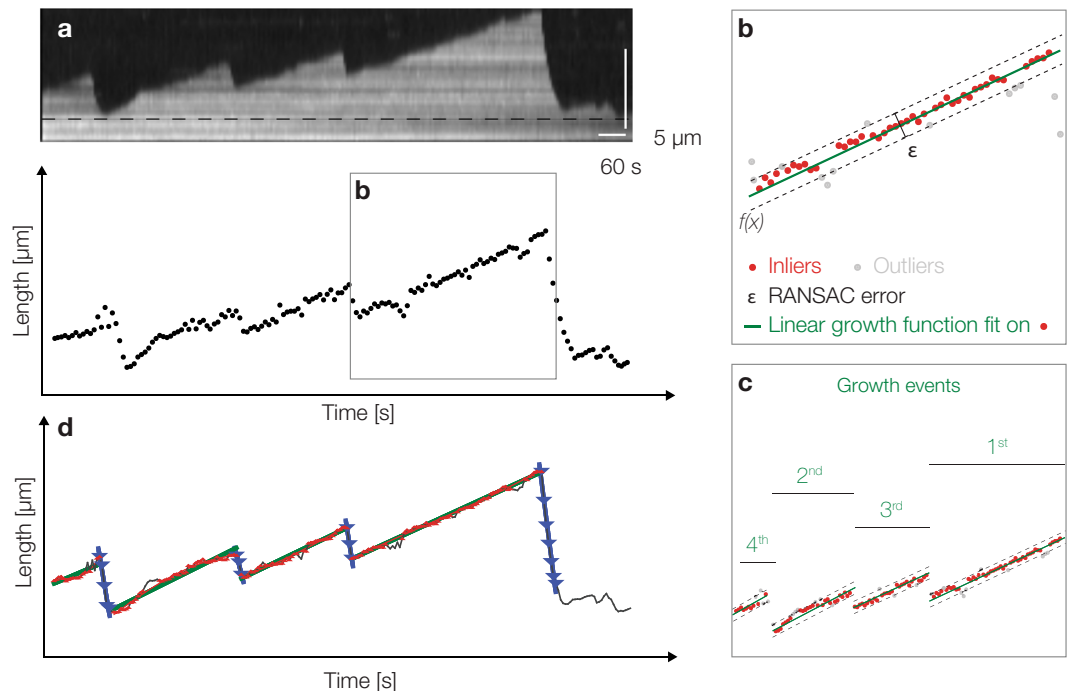 a
5 µm
60 s
b
Length [µm]
Time [s]
b
ε
f(x)
Inliers
Outliers
ε RANSAC error
Linear growth function fit on
c
Growth events
1st
2nd
3rd
4th
d
Length [µm]
Time [s]